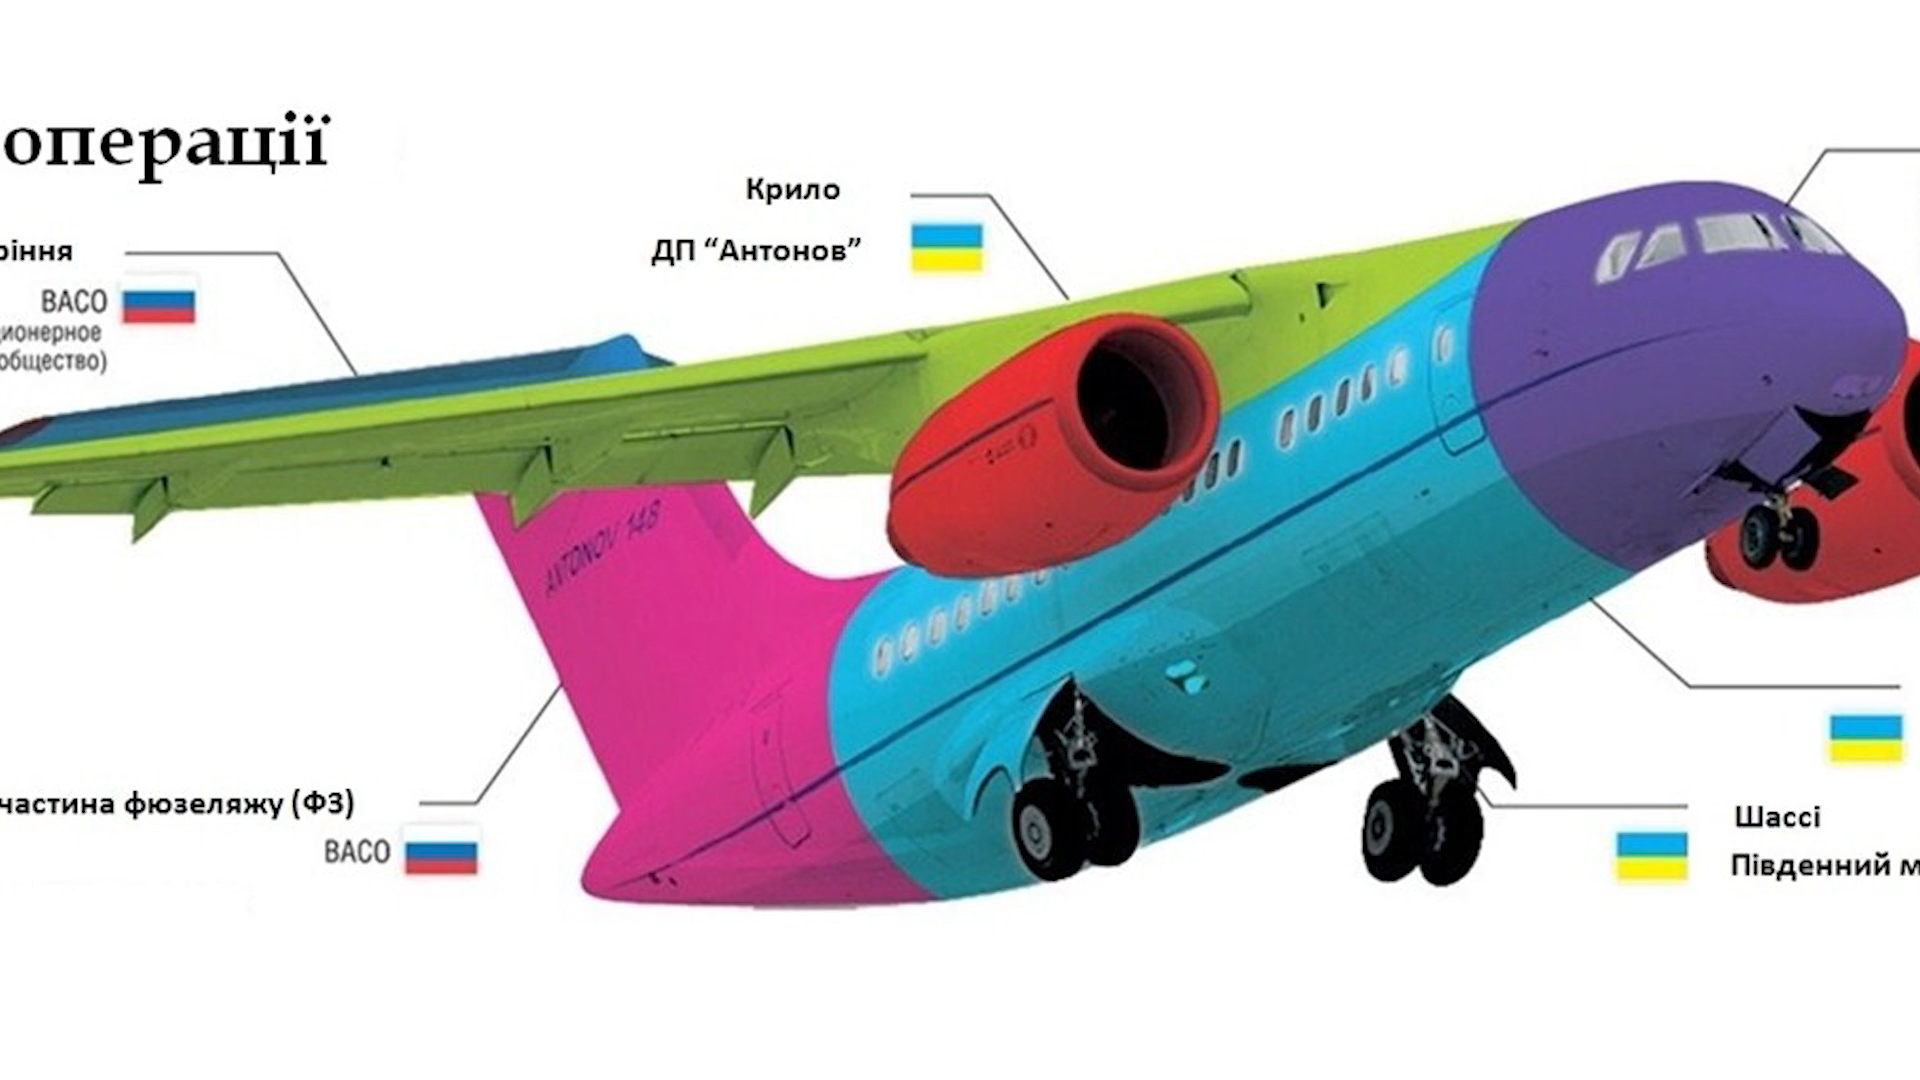 операції
Крило
ДП “Антонов”
ріння
ВАСО
ционерное
общество)
ANTONOV 148
частина фюзеляжу (Ф3)
ВАСО
Шассі
Південний м